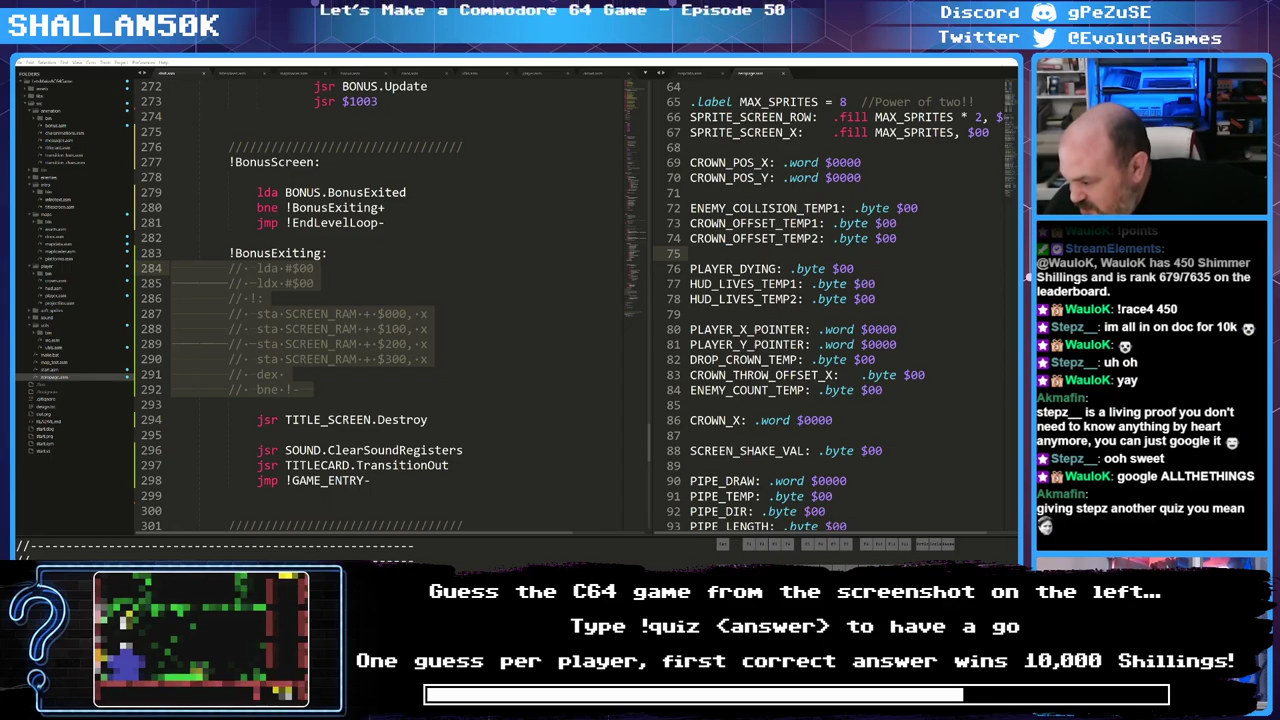 SHALLAN50K
Let's Make a Commodore 64 Game - Episode 50
Discord gPeZuSE
Twitter @EvoluteGames
FOLDERS
272 jsr BONUS.Update
273 jsr $1003
274
275
276 /////////////////////////////////
277 !BonusScreen:
278
279 lda BONUS.BonusExited
280 bne !BonusExiting+
281 jmp !EndLevelLoop-
282
283 !BonusExiting:
284 // lda #$00
285 // ldx #$00
286 // !:
287 // sta SCREEN_RAM + $000, x
288 // sta SCREEN_RAM + $100, x
289 // sta SCREEN_RAM + $200, x
290 // sta SCREEN_RAM + $300, x
291 // dex
292 // bne !-
293
294 jsr TITLE_SCREEN.Destroy
295
296 jsr SOUND.ClearSoundRegisters
297 jsr TITLECARD.TransitionOut
298 jmp !GAME_ENTRY-
299
300
301 /////////////////////////////////
64
65 .label MAX_SPRITES = 8 //Power of two!!
66 SPRITE_SCREEN_ROW: .fill MAX_SPRITES * 2, $
67 SPRITE_SCREEN_X: .fill MAX_SPRITES, $00
68
69 CROWN_POS_X: .word $0000
70 CROWN_POS_Y: .word $0000
71
72 ENEMY_COLLISION_TEMP1: .byte $00
73 CROWN_OFFSET_TEMP1: .byte $00
74 CROWN_OFFSET_TEMP2: .byte $00
75
76 PLAYER_DYING: .byte $00
77 HUD_LIVES_TEMP1: .byte $00
78 HUD_LIVES_TEMP2: .byte $00
79
80 PLAYER_X_POINTER: .word $0000
81 PLAYER_Y_POINTER: .word $0000
82 DROP_CROWN_TEMP: .byte $00
83 CROWN_THROW_OFFSET_X: .byte $00
84 ENEMY_COUNT_TEMP: .byte $00
85
86 CROWN_X: .word $0000
87
88 SCREEN_SHAKE_VAL: .byte $00
89
90 PIPE_DRAW: .word $0000
91 PIPE_TEMP: .byte $00
92 PIPE_DIR: .byte $00
93 PIPE_LENGTH: .byte $00
WauloK: !points
StreamElements:
@WauloK, WauloK has 450 Shimmer
Shillings and is rank 679/7635 on the
leaderboard.
WauloK: !race4 450
Stepz_: im all in on doc for 10k
WauloK:
Stepz_: uh oh
WauloK: yay
Akmafin:
stepz__ is a living proof you don't
need to know anything by heart
anymore, you can just google it
Stepz_: ooh sweet
WauloK: google ALLTHETHINGS
Akmafin:
giving stepz another quiz you mean
Guess the C64 game from the screenshot on the left...
Type !quiz <answer> to have a go
One guess per player, first correct answer wins 10,000 Shillings!